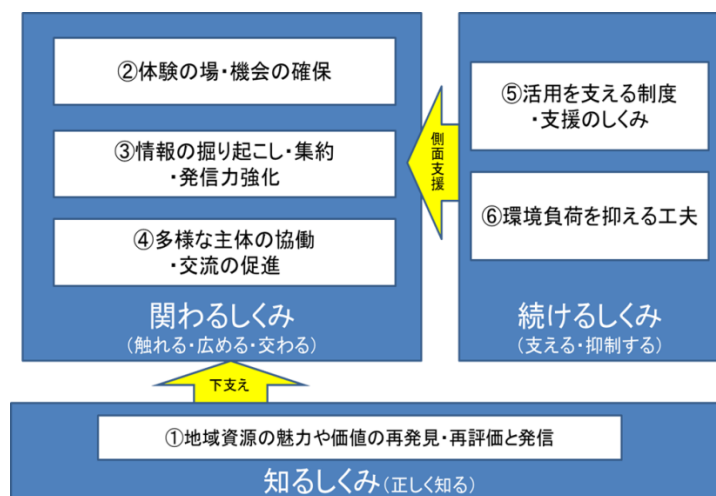 ②体験の場・機会の確保
③情報の掘り起こし・集約
・発信力強化
④多様な主体の協働
・交流の促進
関わるしくみ
(触れる・広める・交わる)
側面支援
⑤活用を支える制度
・支援のしくみ
⑥環境負荷を抑える工夫
続けるしくみ
(支える・抑制する)
下支え
①地域資源の魅力や価値の再発見・再評価と発信
知るしくみ(正しく知る)